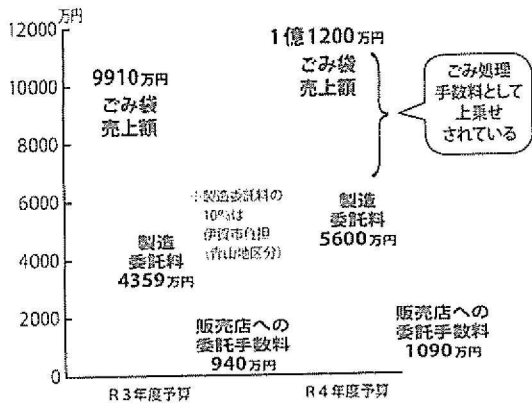 万円
12000
10000
8000
6000
4000
2000
0
9910万円
ごみ袋
売上額
製造
委託料
4359万円
販売店への
委託手数料
940万円
R3年度予算
※製造委託料の
10%は
伊賀市負担
(青山地区分)
1億1200万円
ごみ袋
売上額
ごみ処理
手数料として
上乗せ
されている
製造
委託料
5600万円
販売店への
委託手数料
1090万円
R4年度予算